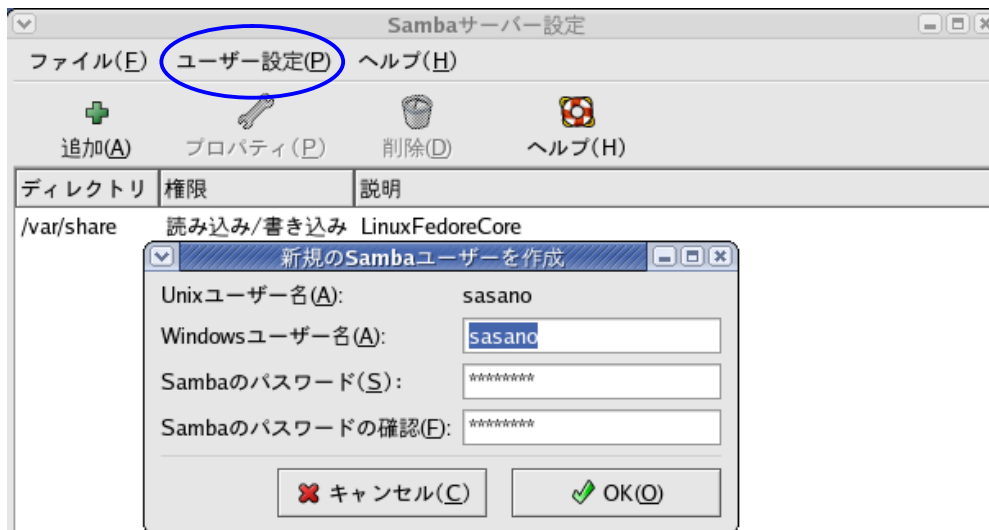 Sambaサーバー設定
ファイル(F) ユーザー設定(P) ヘルプ(H)
追加(A) プロパティ(P) 削除(D) ヘルプ(H)
ディレクトリ 権限 説明
/var/share 読み込み/書き込み LinuxFedoreCore
新規のSambaユーザーを作成
Unixユーザー名(A): sasano
Windowsユーザー名(A): sasano
Sambaのパスワード(S): ********
Sambaのパスワードの確認(F): ********
キャンセル(C) OK(O)